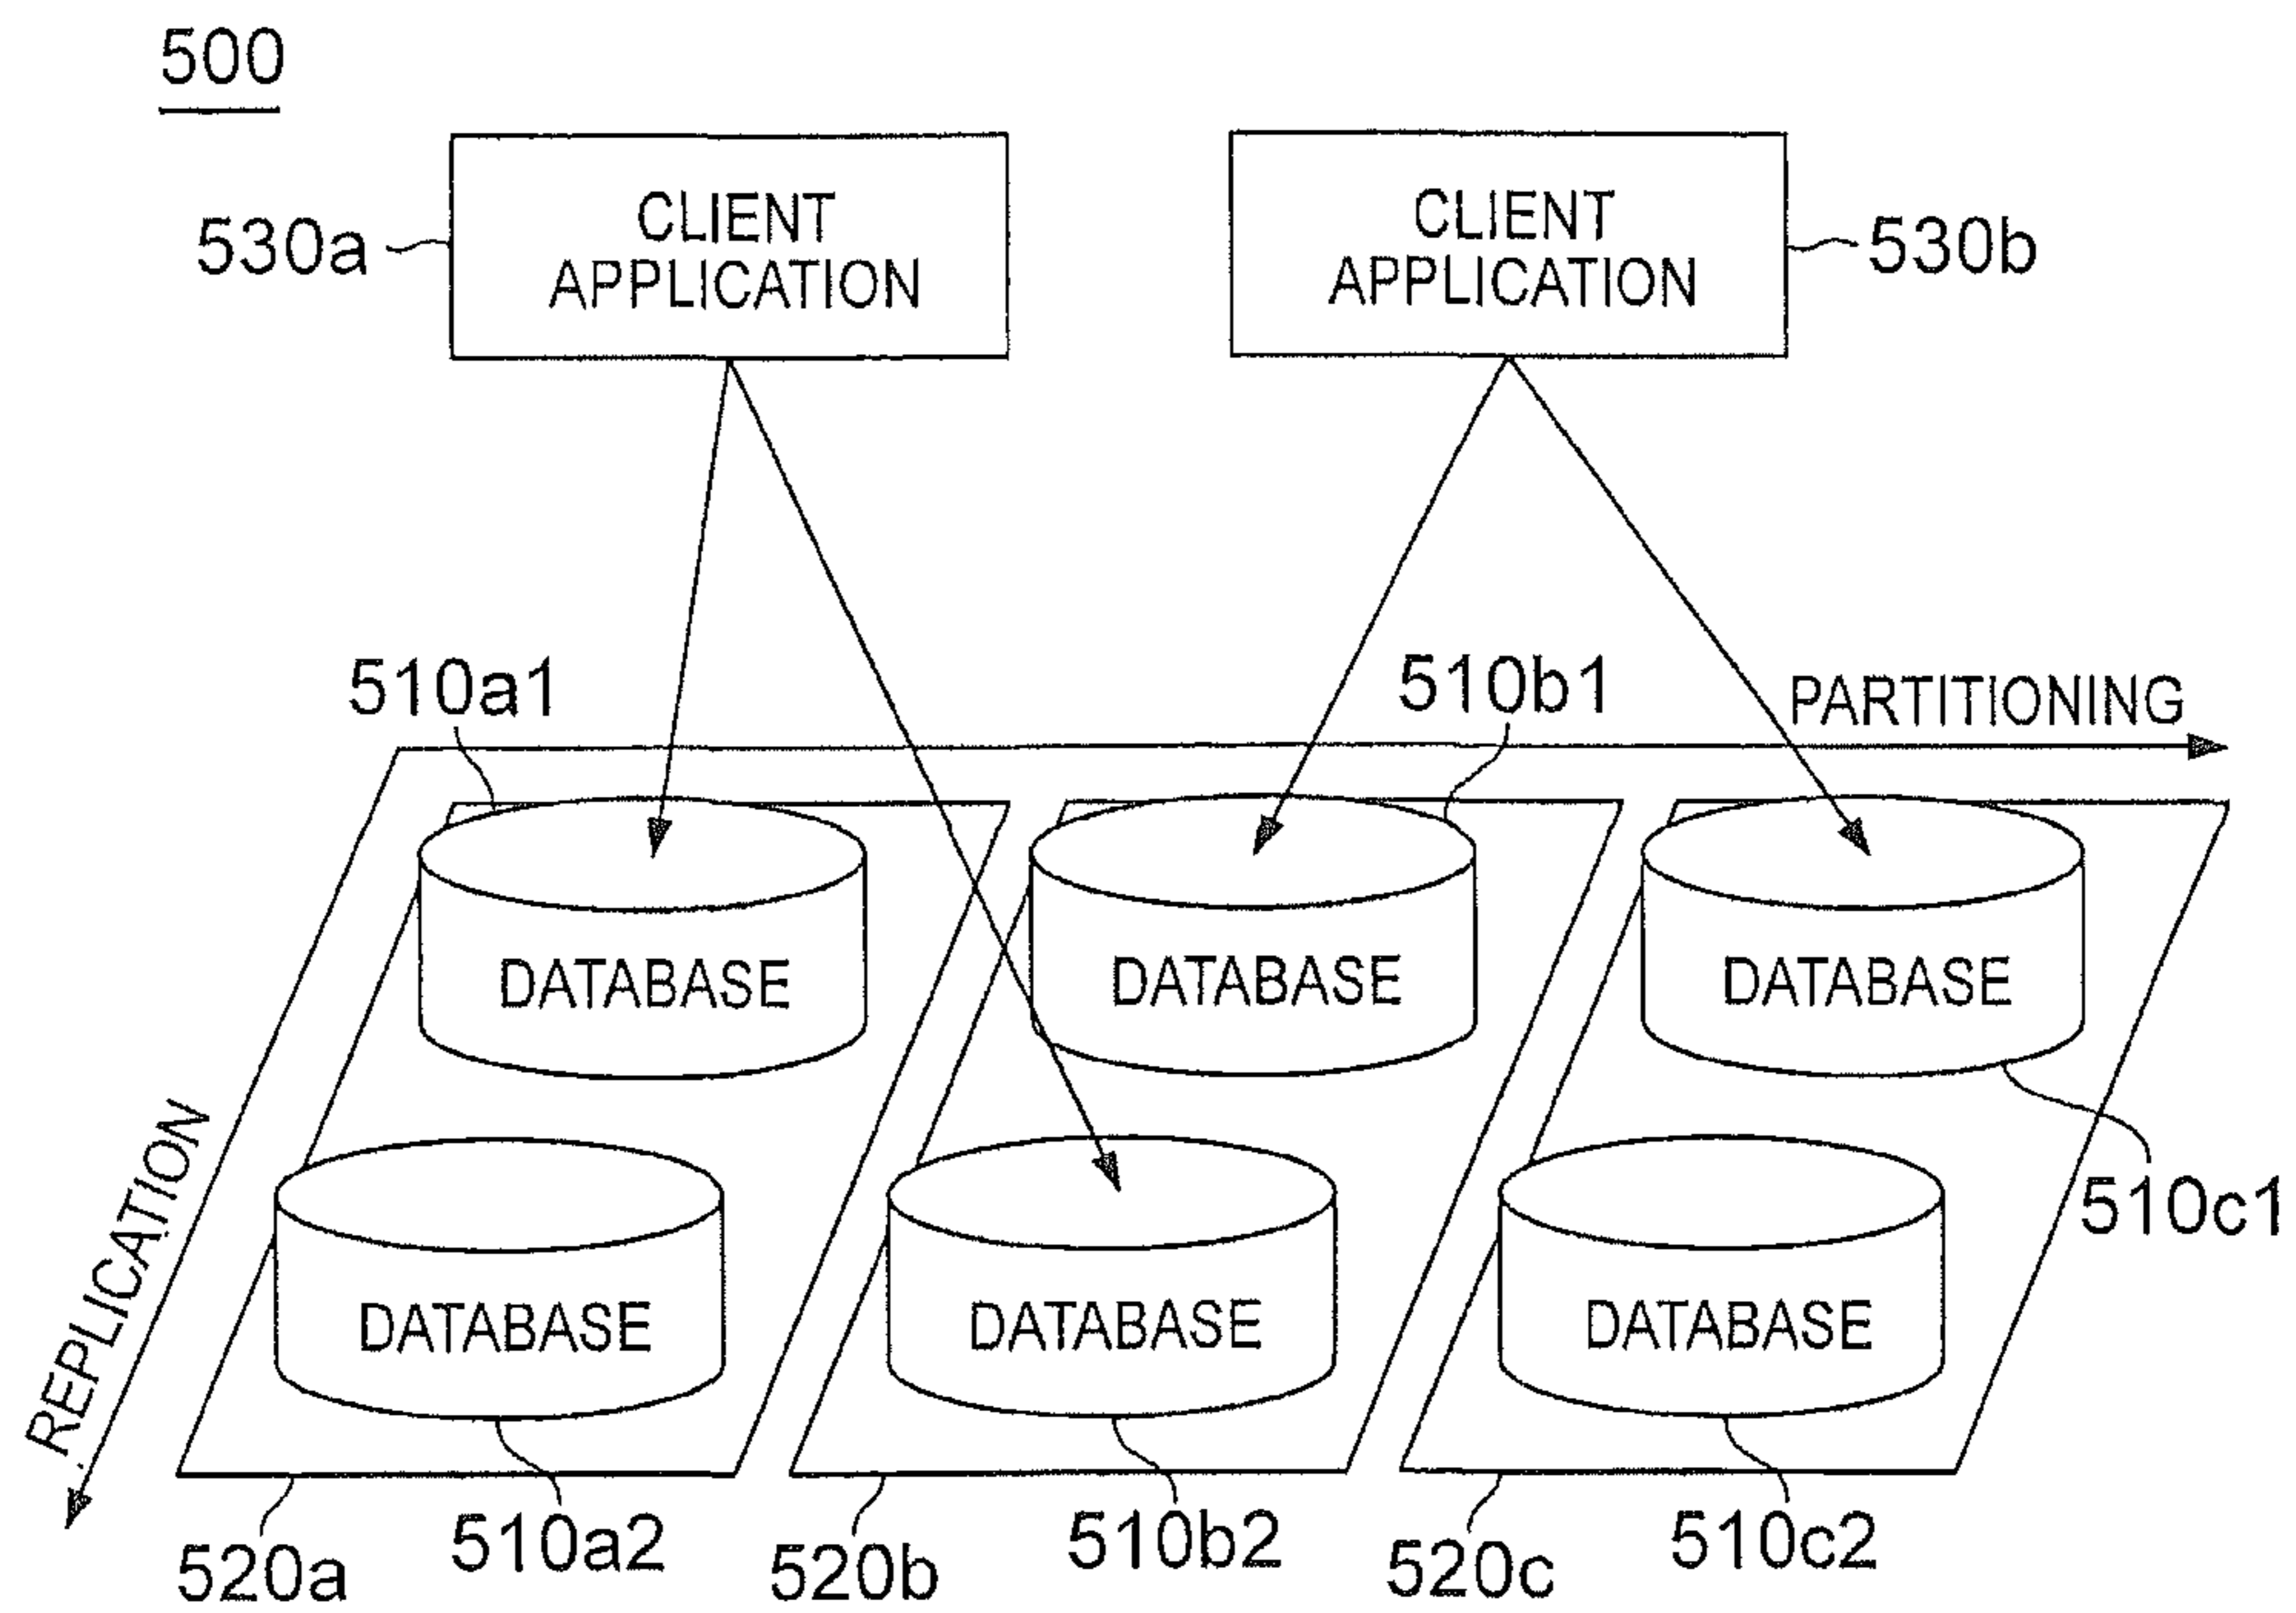 500
CLIENT
APPLICATION
530a
CLIENT
APPLICATION
530b
510a1
510b1
PARTITIONING
DATABASE
DATABASE
DATABASE
510c1
REPLICATION
DATABASE
DATABASE
DATABASE
520a
510a2
520b
510b2
520c
510c2